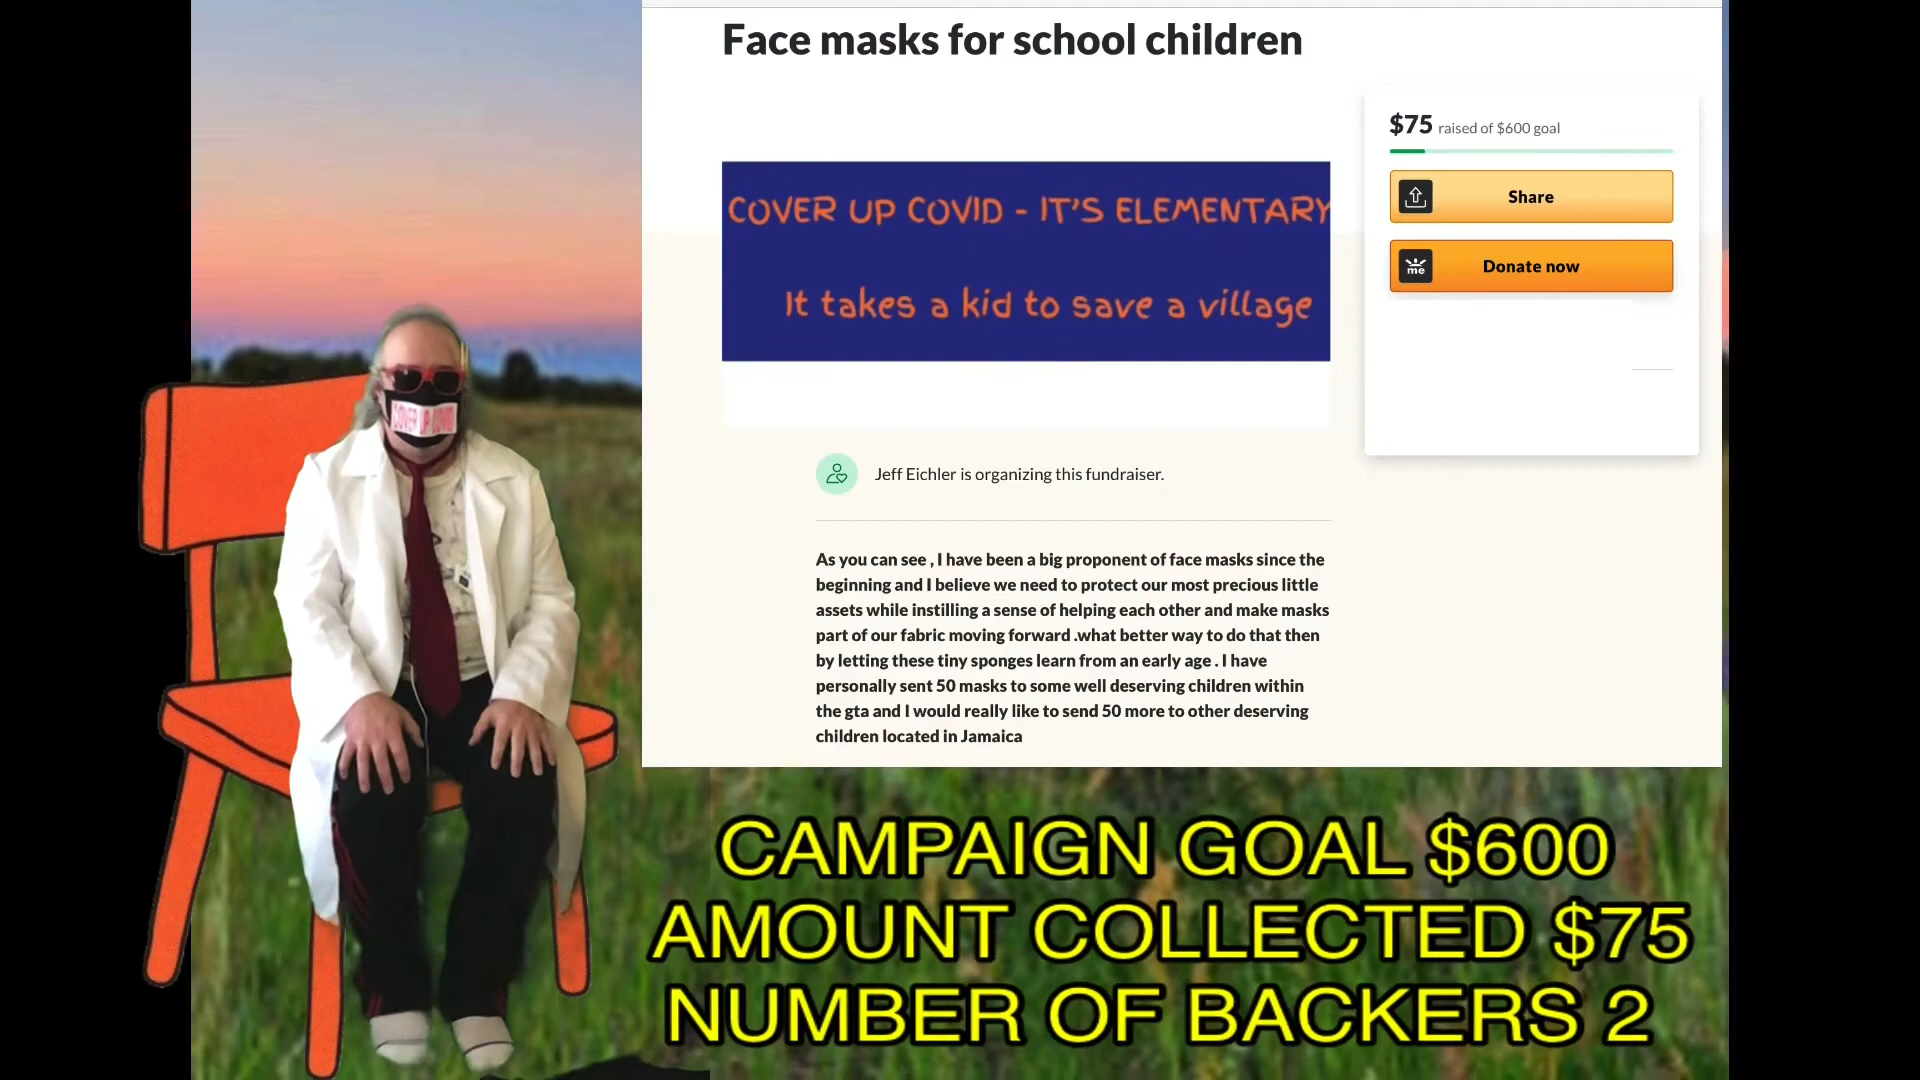 Face masks for school children
$75 raised of $600 goal
Share
Donate now
me
COVER UP COVID - IT'S ELEMENTARY
It takes a kid to save a village
COVER UP COVID
Jeff Eichler is organizing this fundraiser.
As you can see , I have been a big proponent of face masks since the
beginning and I believe we need to protect our most precious little
assets while instilling a sense of helping each other and make masks
part of our fabric moving forward .what better way to do that then
by letting these tiny sponges learn from an early age . I have
personally sent 50 masks to some well deserving children within
the gta and I would really like to send 50 more to other deserving
children located in Jamaica
CAMPAIGN GOAL $600
AMOUNT COLLECTED $75
NUMBER OF BACKERS 2